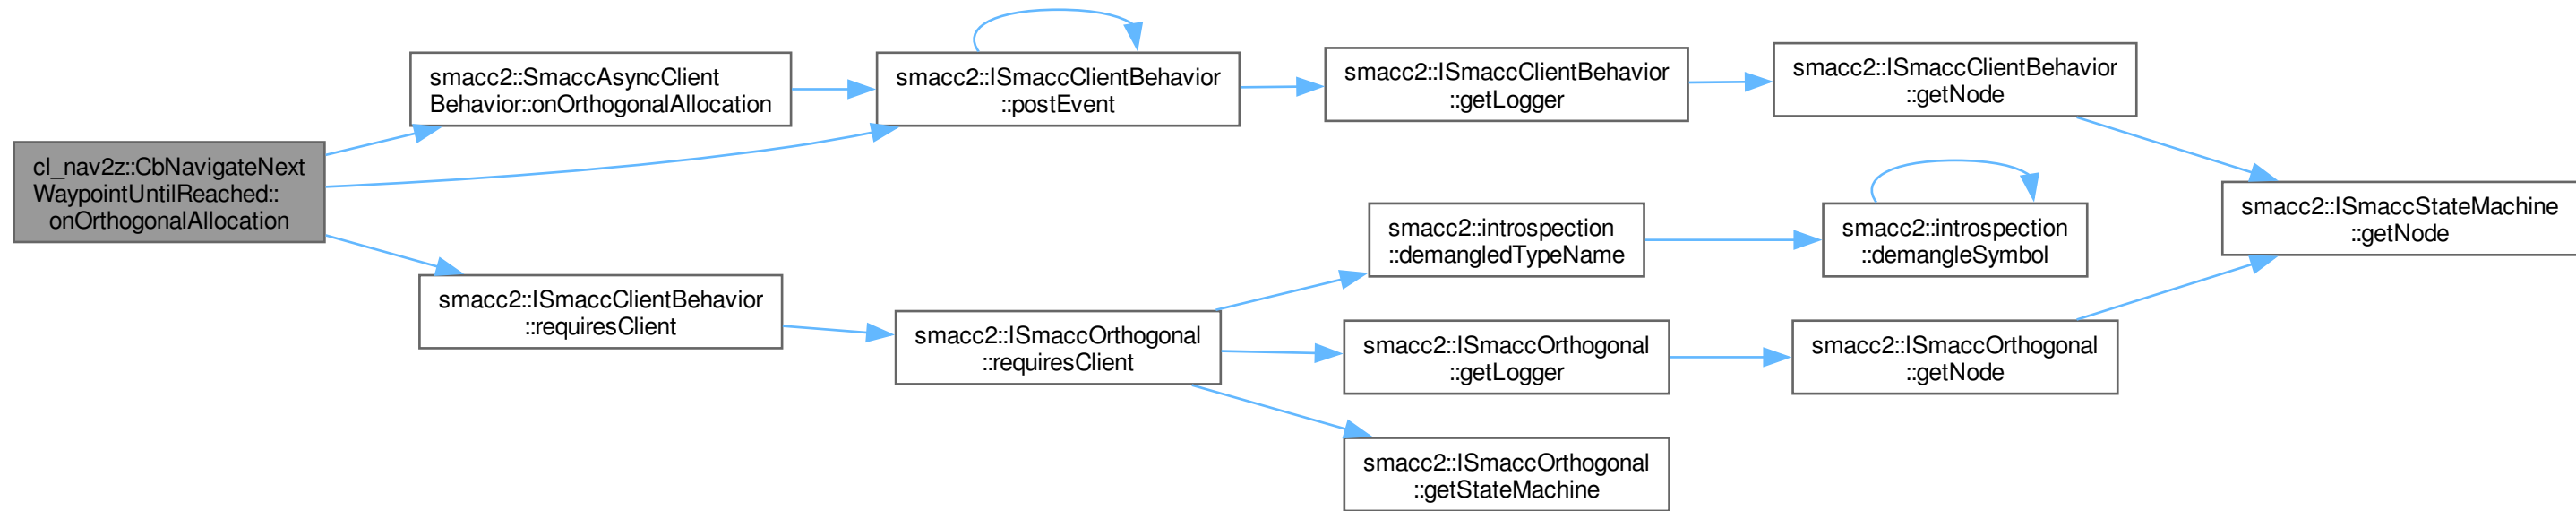 cl_nav2z::CbNavigateNext
WaypointUntilReached::
onOrthogonalAllocation
smacc2::SmaccAsyncClient
Behavior::onOrthogonalAllocation
smacc2::ISmaccClientBehavior
::postEvent
smacc2::ISmaccClientBehavior
::getLogger
smacc2::ISmaccClientBehavior
::getNode
smacc2::ISmaccStateMachine
::getNode
smacc2::ISmaccClientBehavior
::requiresClient
smacc2::ISmaccOrthogonal
::requiresClient
smacc2::introspection
::demangledTypeName
smacc2::introspection
::demangleSymbol
smacc2::ISmaccOrthogonal
::getLogger
smacc2::ISmaccOrthogonal
::getNode
smacc2::ISmaccOrthogonal
::getStateMachine